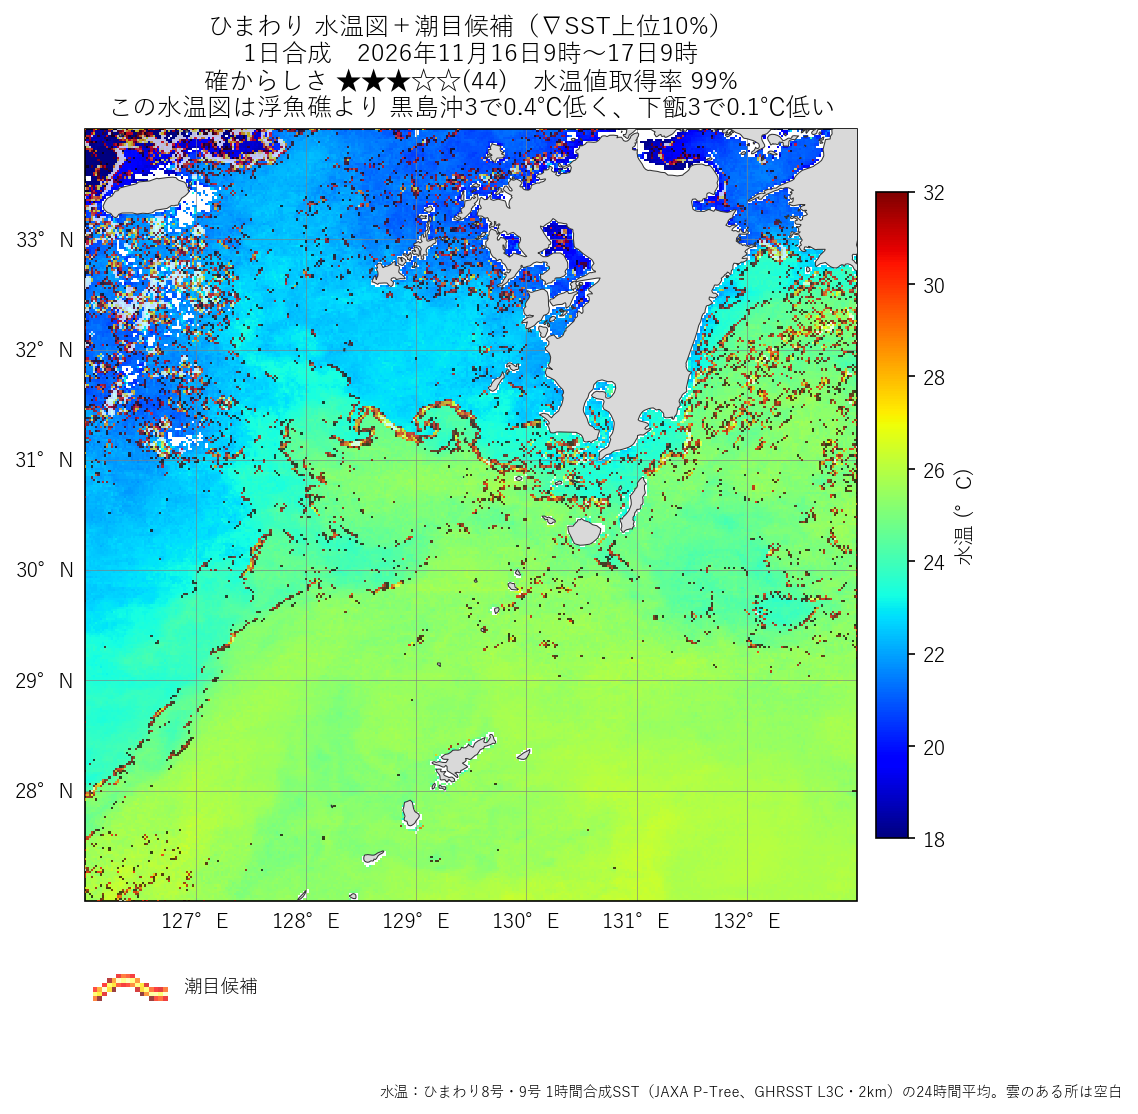 ひまわり 水温図＋潮目候補（∇SST上位10%）
1日合成　2026年11月16日9時～17日9時
確からしさ ★★★☆☆(44)　水温値取得率 99%
この水温図は浮魚礁より 黒島沖3で0.4℃低く、下甑3で0.1℃低い
33° N
32° N
31° N
30° N
29° N
28° N
127° E
128° E
129° E
130° E
131° E
132° E
32
30
28
26
24
22
20
18
水温 (° C)
潮目候補
水温：ひまわり8号・9号 1時間合成SST（JAXA P-Tree、GHRSST L3C・2km）の24時間平均。雲のある所は空白